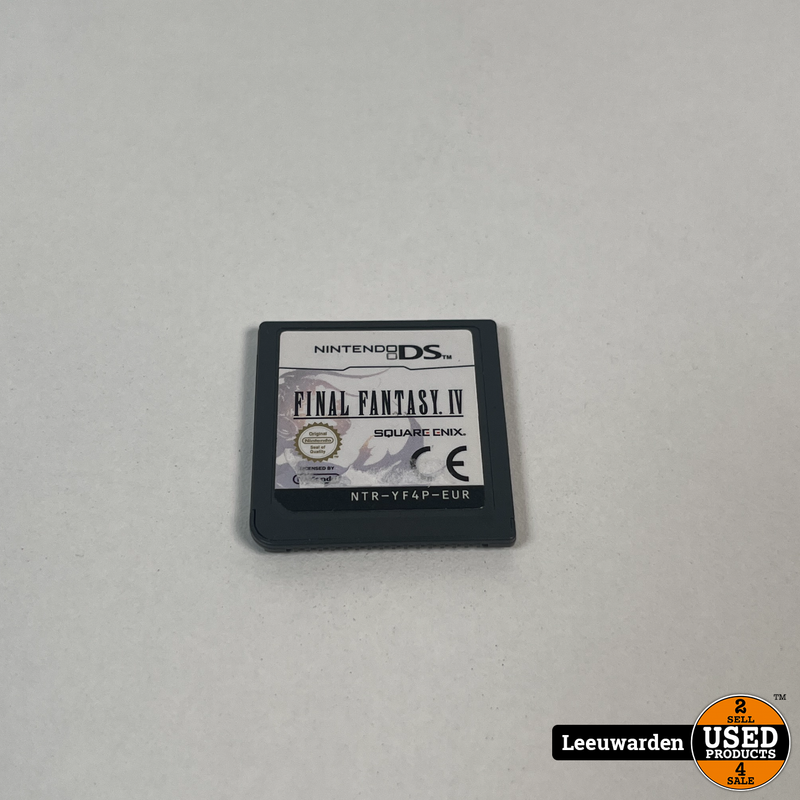 NINTENDO DS™
FINAL FANTASY. IV
SQUARE ENIX.
Original
Nintendo
Seal of
Quality
LICENSED BY
CE
NTR-YF4P-EUR
Leeuwarden
2
SELL
USED
PRODUCTS
4
SALE
™